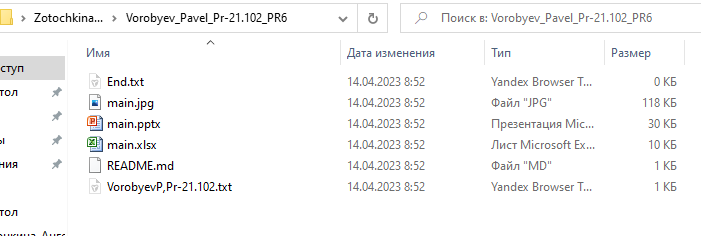 Zotochkina... Vorobyev_Pavel_Pr-21.102_PR6 Поиск в: Vorobyev_Pavel_Pr-21.102_PR6
Имя Дата изменения Тип Размер
End.txt 14.04.2023 8:52 Yandex Browser T... 0 КБ
main.jpg 14.04.2023 8:52 Файл "JPG" 118 КБ
main.pptx 14.04.2023 8:52 Презентация Mic... 30 КБ
main.xlsx 14.04.2023 8:52 Лист Microsoft Ex... 10 КБ
README.md 14.04.2023 8:52 Файл "MD" 1 КБ
VorobyevP,Pr-21.102.txt 14.04.2023 8:52 Yandex Browser T... 1 КБ
ступ
тол
ы
ния
тол